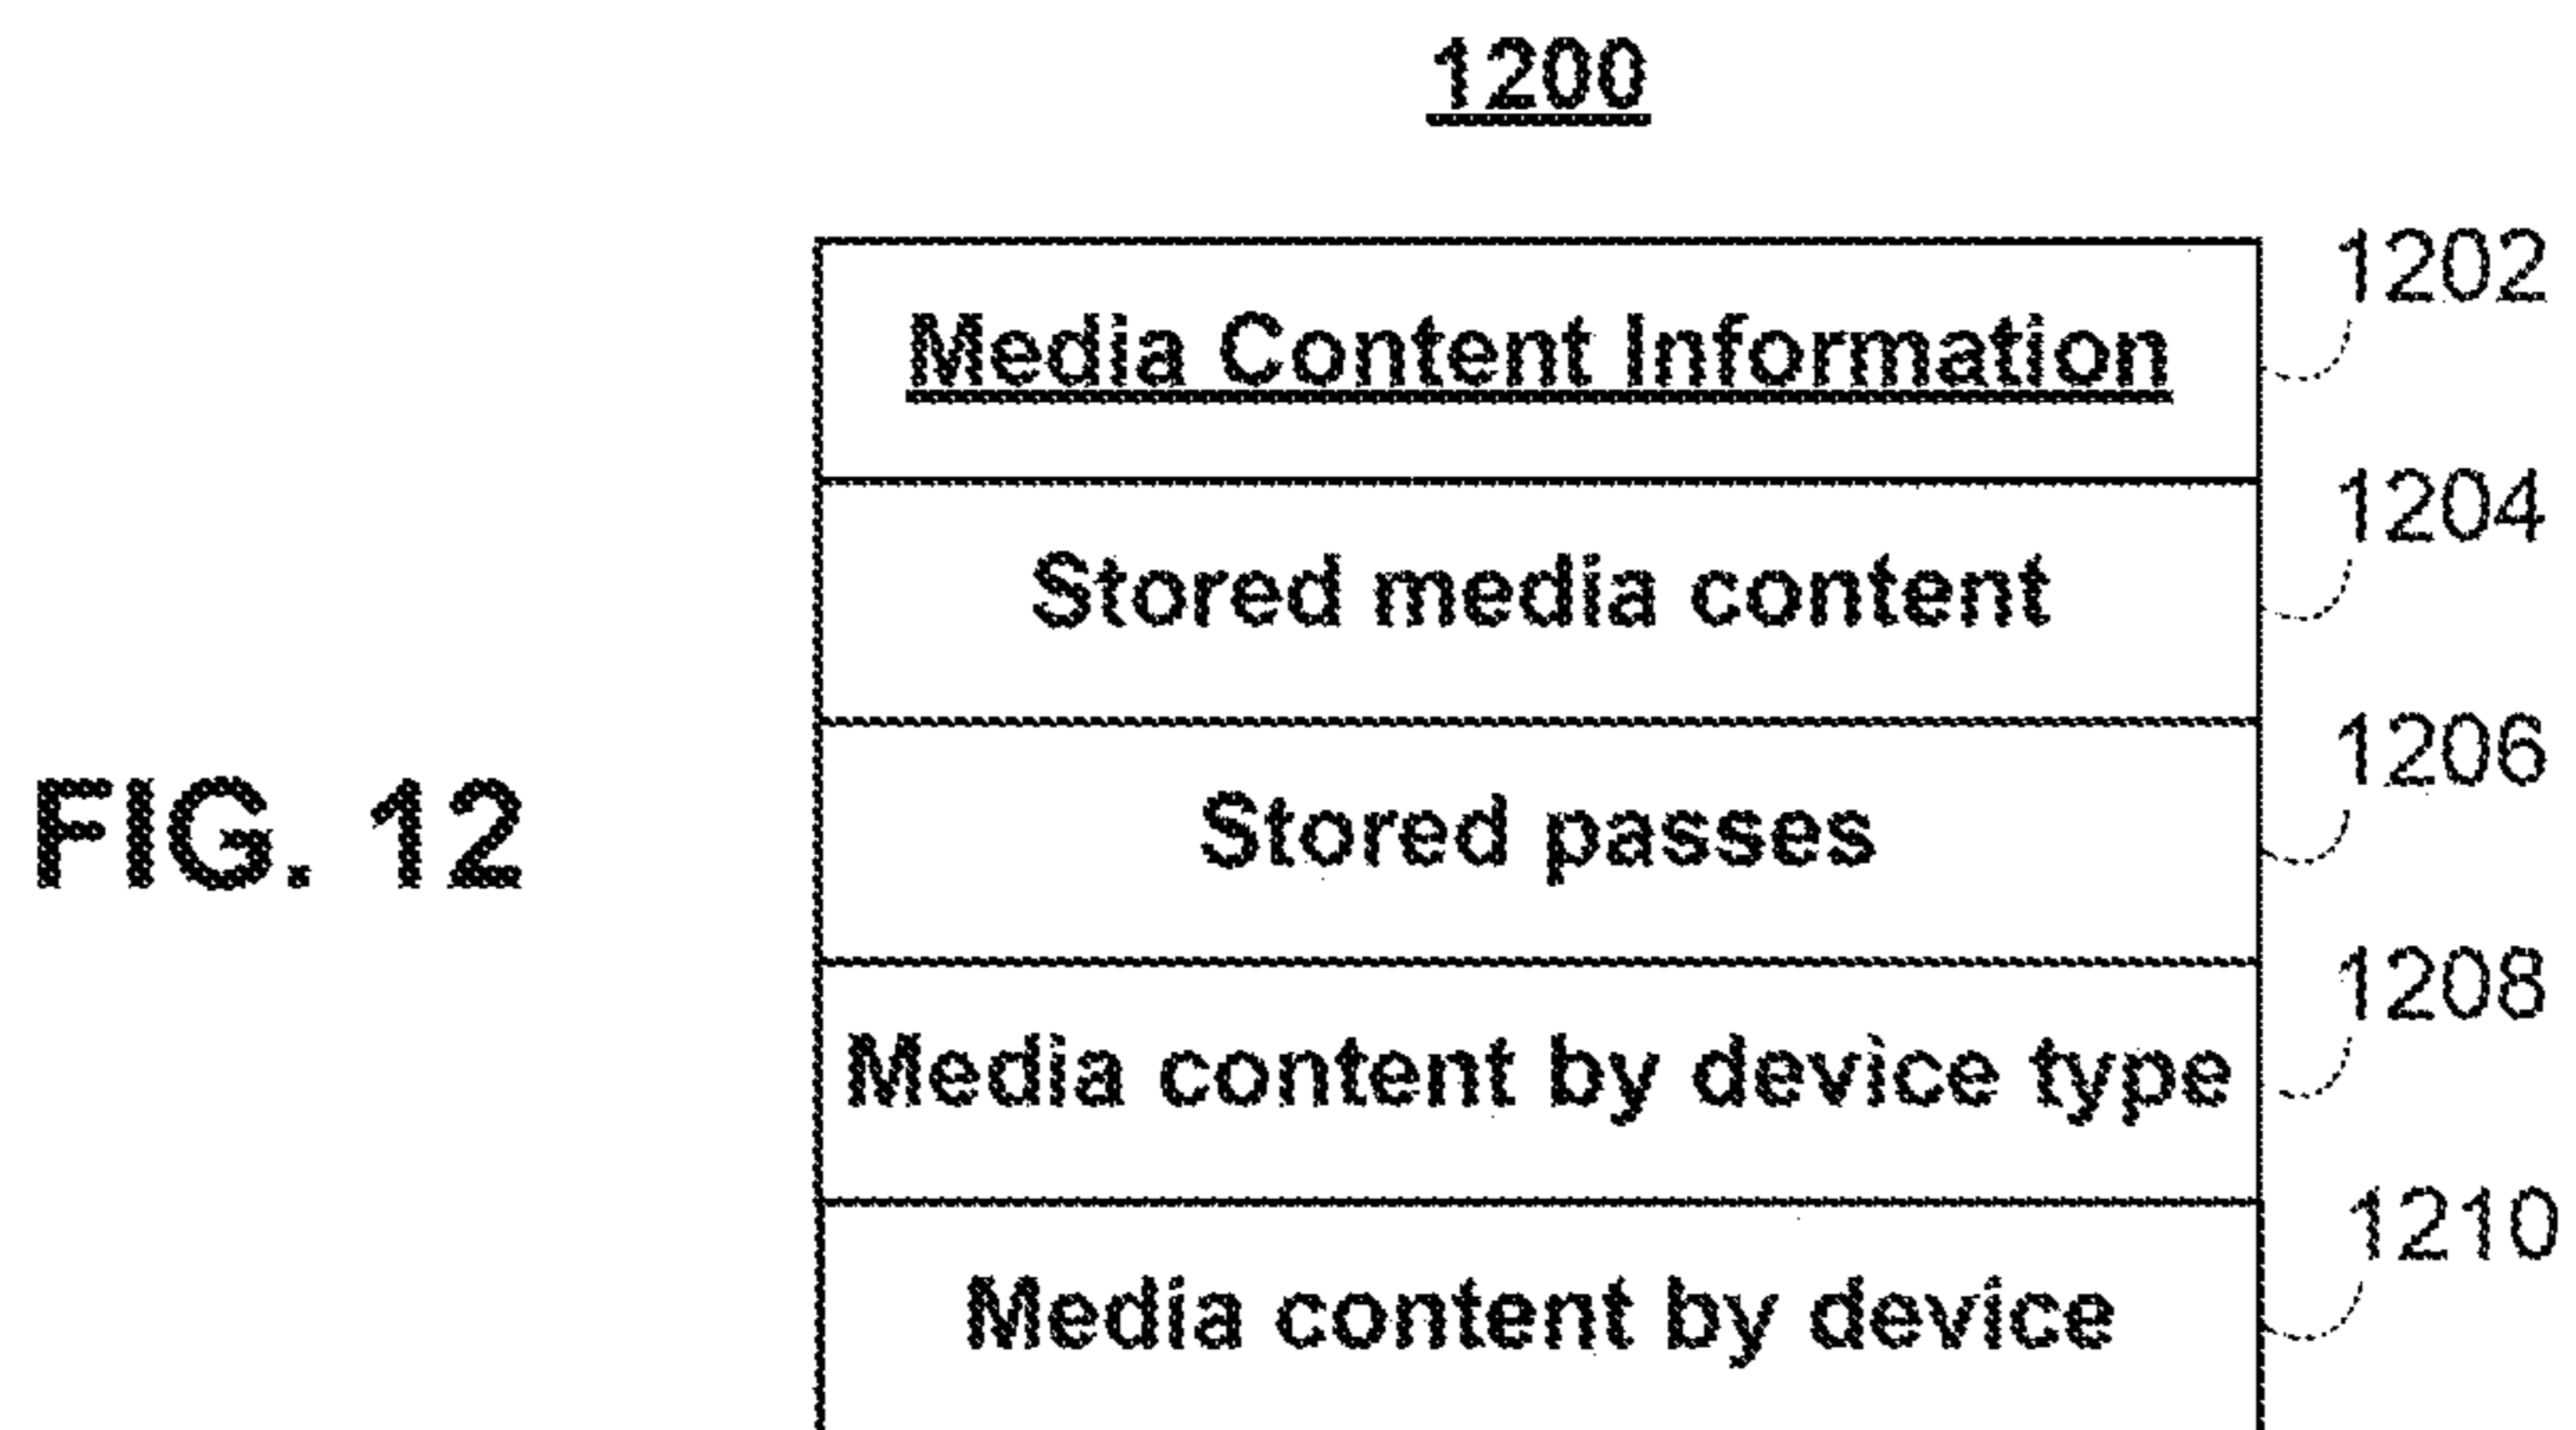 1200
Media Content Information 1202
Stored media content 1204
Stored passes 1206
FIG. 12
Media content by device type 1208
Media content by device 1210